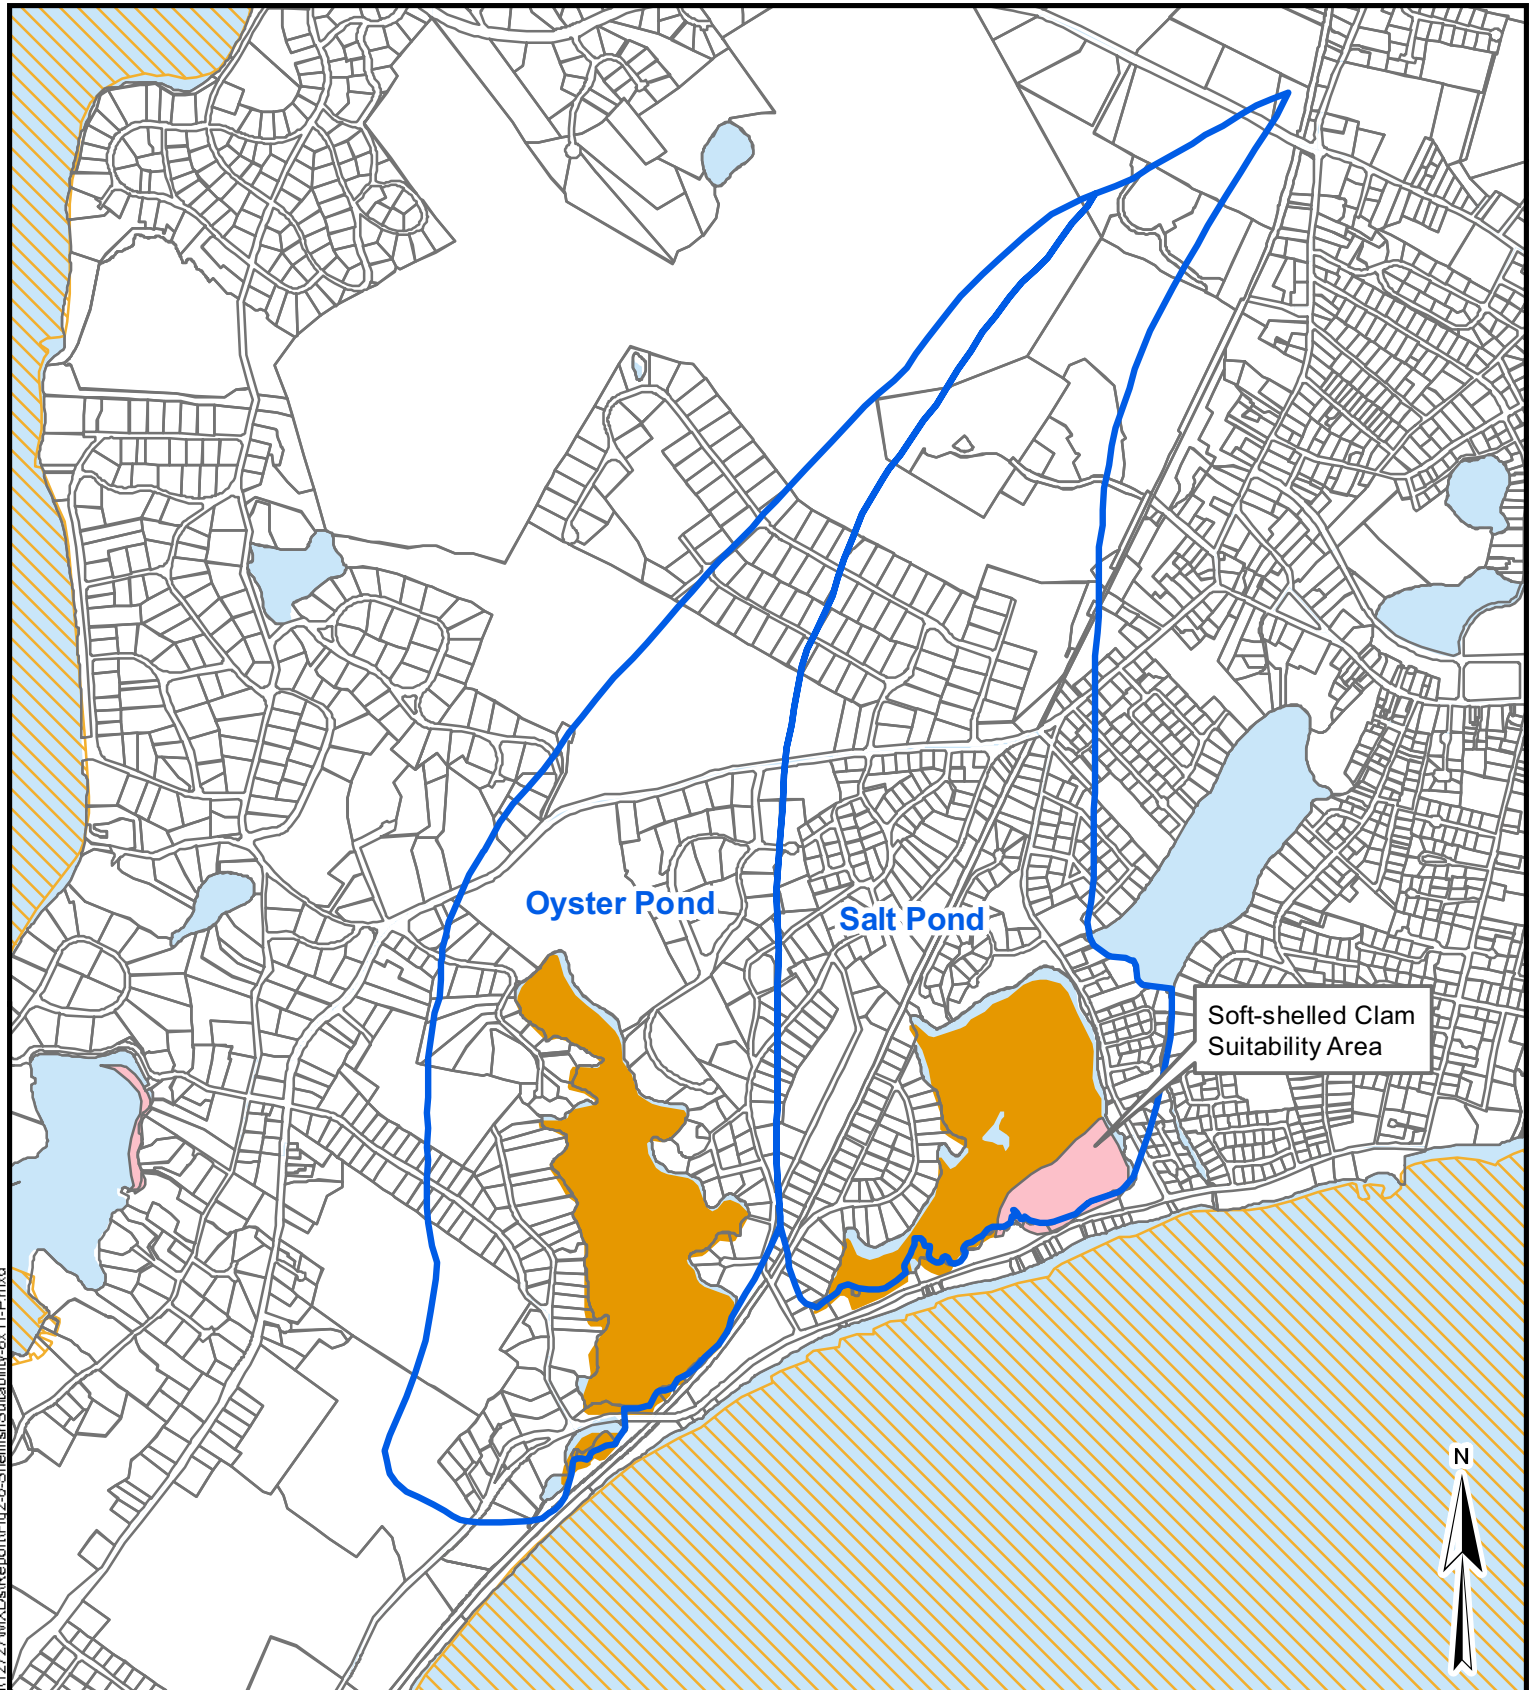 Oyster Pond
Salt Pond
Soft-shelled Clam
Suitability Area
N